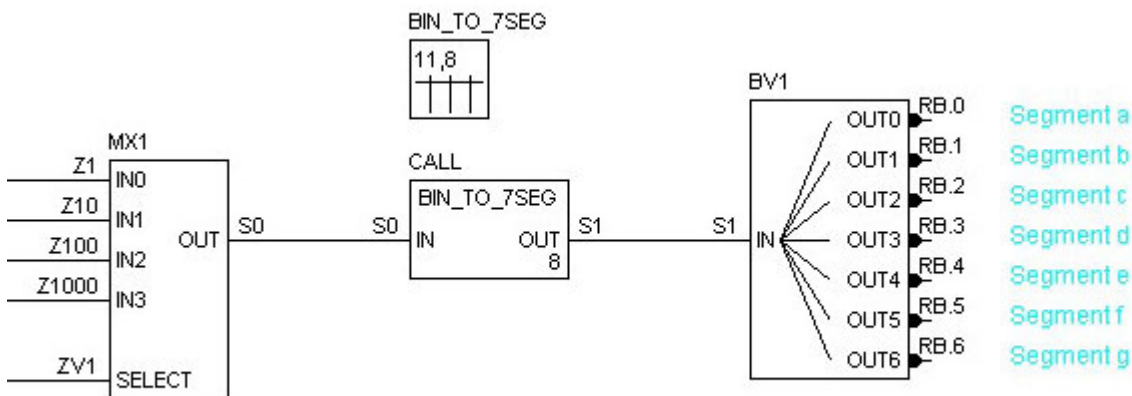 BIN_TO_7SEG
11,8
MX1
Z1
IN0
Z10
IN1
Z100
IN2
Z1000
IN3
ZV1
SELECT
OUT
S0
CALL
BIN_TO_7SEG
S0
IN
OUT
8
S1
BV1
S1
IN
OUT0
RB.0
Segment a
OUT1
RB.1
Segment b
OUT2
RB.2
Segment c
OUT3
RB.3
Segment d
OUT4
RB.4
Segment e
OUT5
RB.5
Segment f
OUT6
RB.6
Segment g